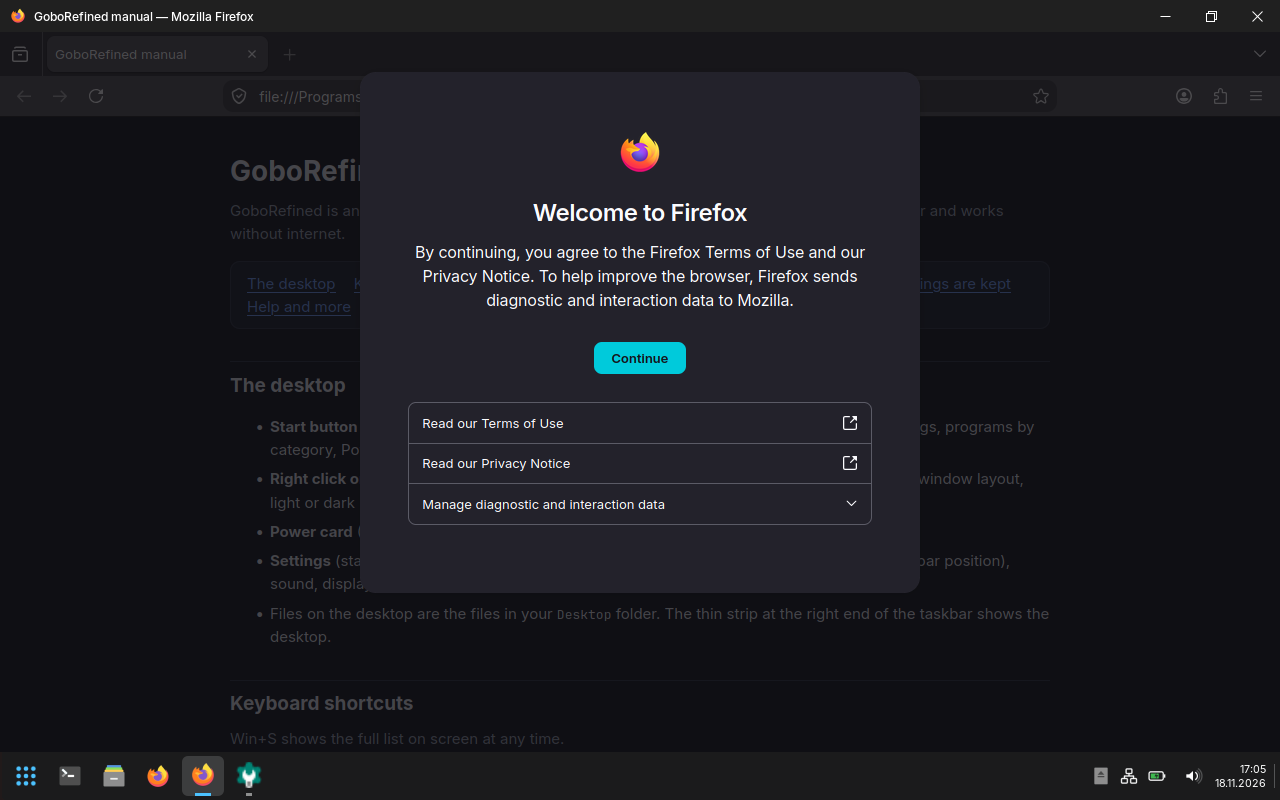 GoboRefined manual — Mozilla Firefox
GoboRefined manual
file:///Programs
Welcome to Firefox
By continuing, you agree to the Firefox Terms of Use and our
Privacy Notice. To help improve the browser, Firefox sends
diagnostic and interaction data to Mozilla.
Continue
Read our Terms of Use
Read our Privacy Notice
Manage diagnostic and interaction data
GoboRefined is an
and works
without internet.
The desktop
ings are kept
Help and more
The desktop
• Start button
gs, programs by
category,
• Right click
window layout,
light or dark
• Power card
• Settings
bar position),
sound,
• Files on the desktop are the files in your Desktop folder. The thin strip at the right end of the taskbar shows the
desktop.
Keyboard shortcuts
Win+S shows the full list on screen at any time.
17:05
18.11.2026